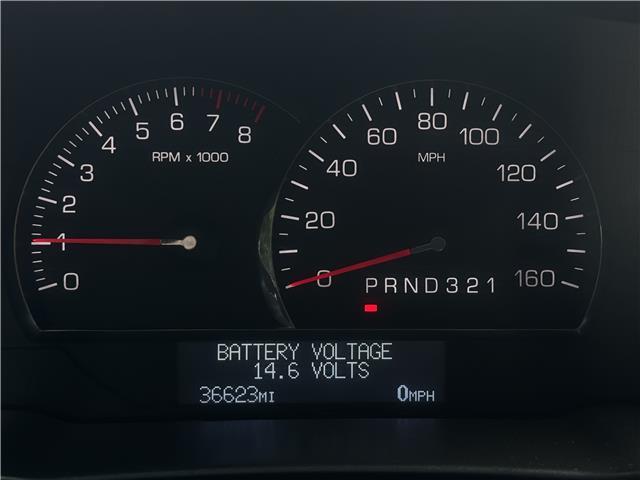 0 1 2 3 4 5 6 7 8
RPM x 1000
0 20 40 60 80 100 120 140 160
MPH
PRND321
BATTERY VOLTAGE
14.6 VOLTS
36623MI 0MPH